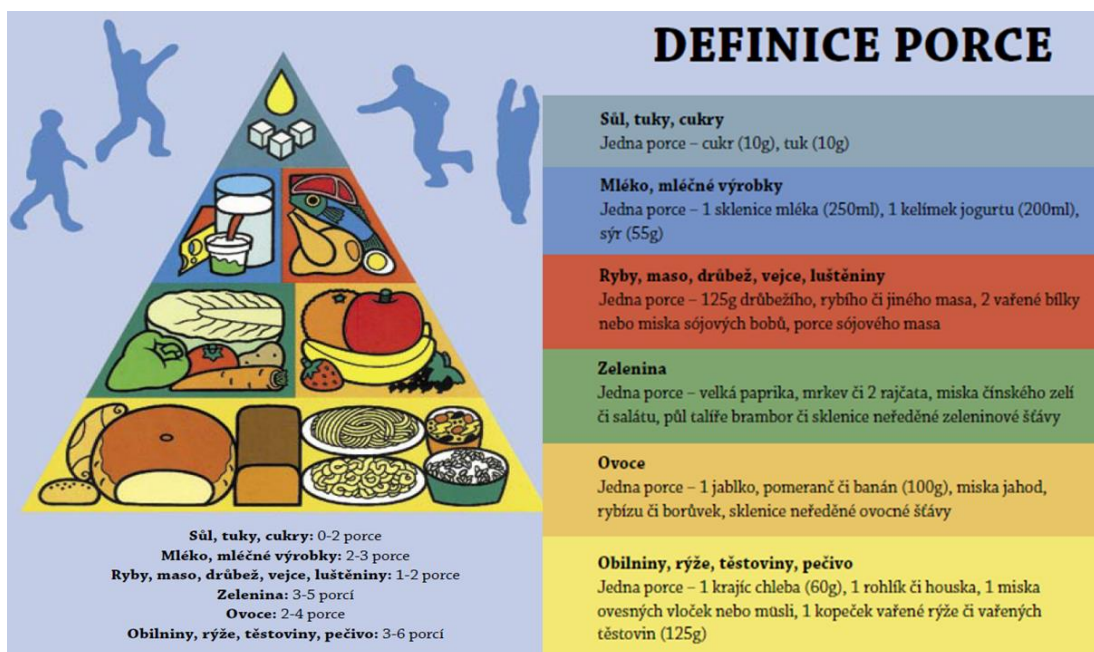 DEFINICE PORCE
Sůl, tuky, cukry
Jedna porce – cukr (10g), tuk (10g)
Mléko, mléčné výrobky
Jedna porce – 1 sklenice mléka (250ml), 1 kelímek jogurtu (200ml),
sýr (55g)
Ryby, maso, drůbež, vejce, luštěniny
Jedna porce – 125g drůbežího, rybího či jiného masa, 2 vařené bílky
nebo miska sójových bobů, porce sójového masa
Zelenina
Jedna porce – velká paprika, mrkev či 2 rajčata, miska čínského zelí
či salátu, půl talíře brambor či sklenice neředěné zeleninové šťávy
Ovoce
Jedna porce – 1 jablko, pomeranč či banán (100g), miska jahod,
rybízu či borůvek, sklenice neředěné ovocné šťávy
Obilniny, rýže, těstoviny, pečivo
Jedna porce – 1 krajíc chleba (60g), 1 rohlík či houska, 1 miska
ovesných vloček nebo müsli, 1 kopeček vařené rýže či vařených
těstovin (125g)
Sůl, tuky, cukry: 0-2 porce
Mléko, mléčné výrobky: 2-3 porce
Ryby, maso, drůbež, vejce, luštěniny: 1-2 porce
Zelenina: 3-5 porcí
Ovoce: 2-4 porce
Obilniny, rýže, těstoviny, pečivo: 3-6 porcí